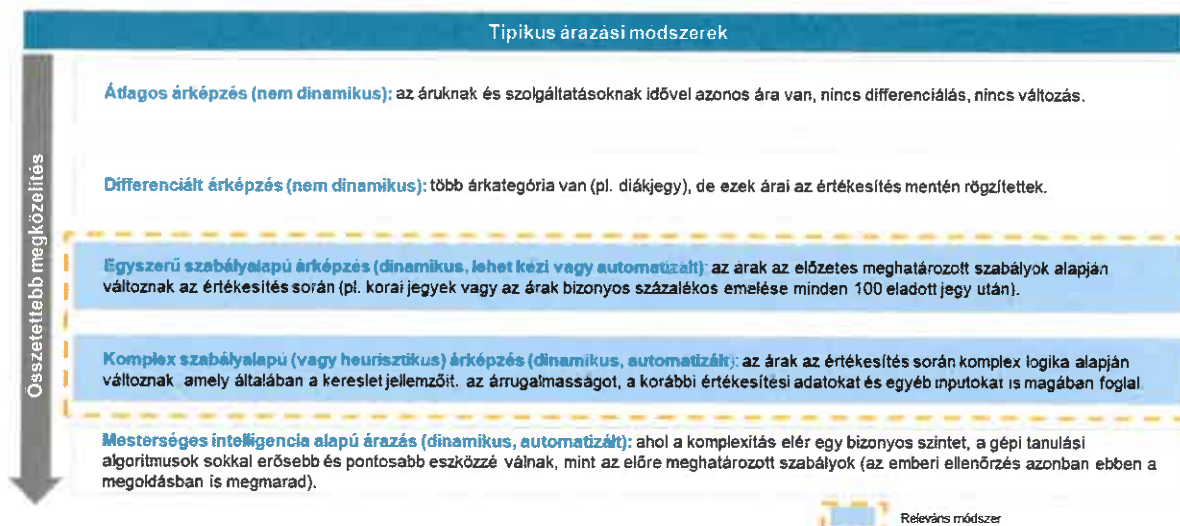 Tipikus árazási módszerek
Összetettebb megközelítés
Átlagos árképzés (nem dinamikus): az áruknak és szolgáltatásoknak idővel azonos ára van, nincs differenciálás, nincs változás.
Differenciált árképzés (nem dinamikus): több árkategória van (pl. diákjegy), de ezek árai az értékesítés mentén rögzítettek.
Egyszerű szabályalapú árképzés (dinamikus, lehet kézi vagy automatizált): az árak az előzetes meghatározott szabályok alapján
változnak az értékesítés során (pl. korai jegyek vagy az árak bizonyos százalékos emelése minden 100 eladott jegy után).
Komplex szabályalapú (vagy heurisztikus) árképzés (dinamikus, automatizált): az árak az értékesítés során komplex logika alapján
változnak, amely általában a kereslet jellemzőit, az árrugalmasságot, a korábbi értékesítési adatokat és egyéb inputokat is magában foglal
Mesterséges intelligencia alapú árazás (dinamikus, automatizált): ahol a komplexitás elér egy bizonyos szintet, a gépi tanulási
algoritmusok sokkal erősebb és pontosabb eszközzé válnak, mint az előre meghatározott szabályok (az emberi ellenőrzés azonban ebben a
megoldásban is megmarad).
Releváns módszer